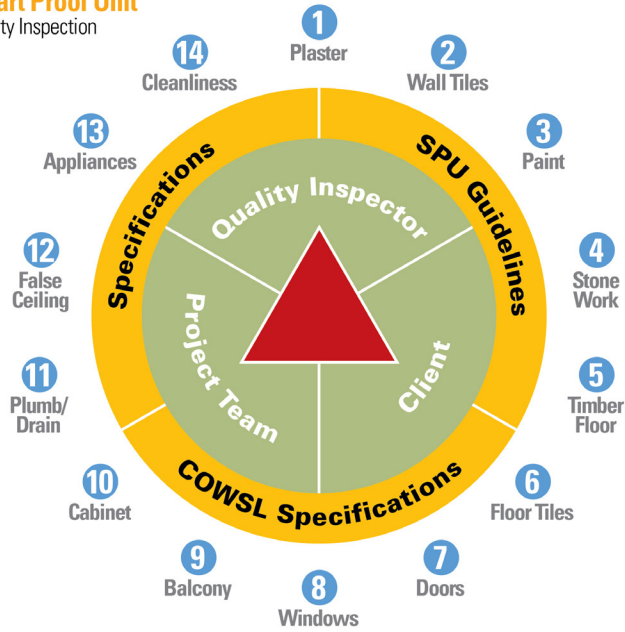 Proof Unit
Inspection
1
Plaster
2
Wall Tiles
3
Paint
4
Stone
Work
5
Timber
Floor
6
Floor Tiles
7
Doors
8
Windows
9
Balcony
10
Cabinet
11
Plumb/
Drain
12
False
Ceiling
13
Appliances
14
Cleanliness
Specifications
SPU Guidelines
COWSL Specifications
Quality Inspector
Project Team
Client